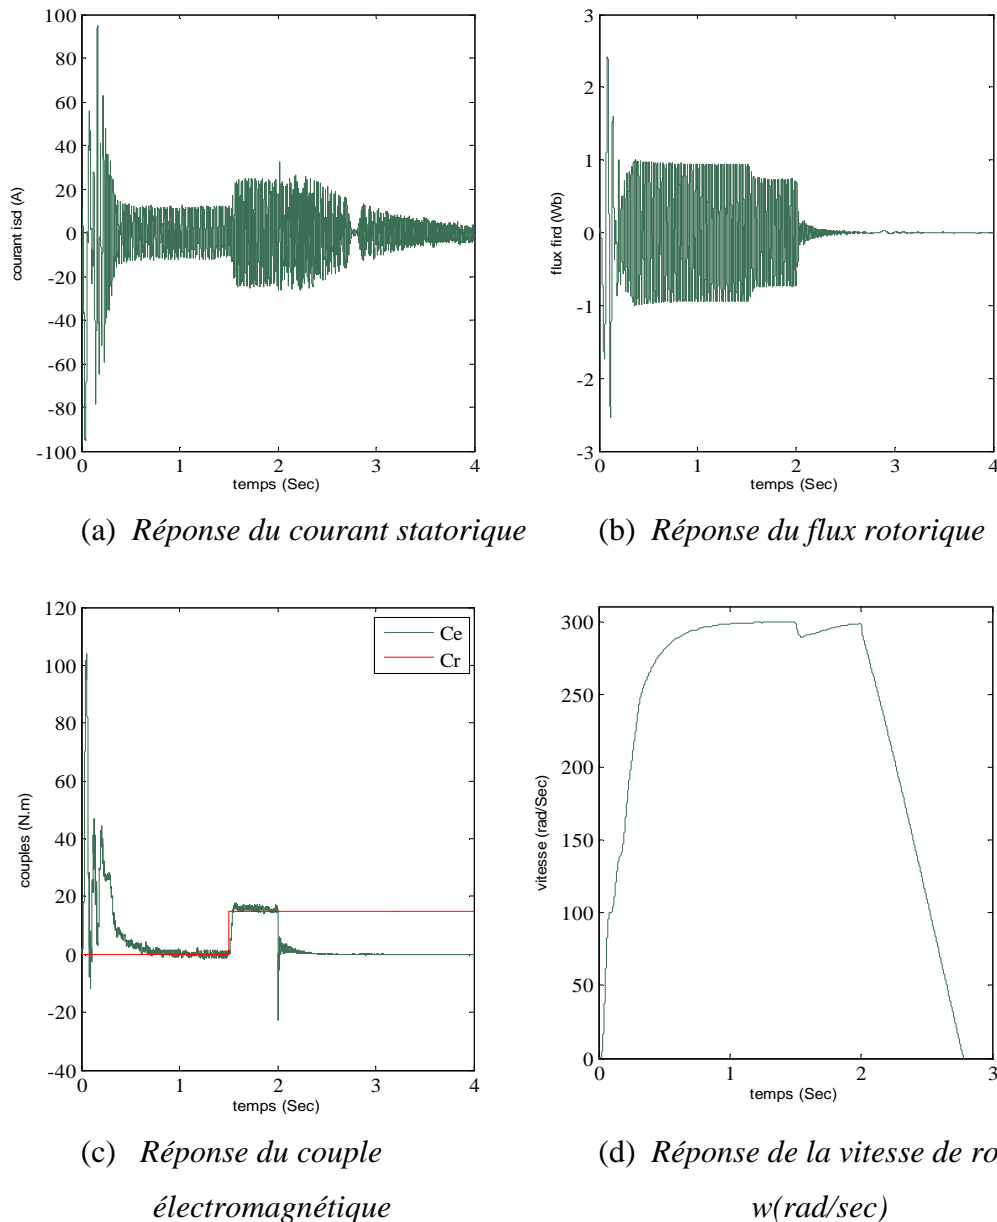 100
80
60
40
20
0
-20
-40
-60
-80
-100
courant isd (A)
0 1 2 3 4
temps (Sec)
(a) Réponse du courant statorique
3
2
1
0
-1
-2
-3
flux fird (Wb)
0 1 2 3 4
temps (Sec)
(b) Réponse du flux rotorique
120
100
80
60
40
20
0
-20
-40
couples (N.m)
Ce
Cr
0 1 2 3 4
temps (Sec)
(c) Réponse du couple
électromagnétique
300
250
200
150
100
50
0
vitesse (rad/Sec)
0 1 2 3
temps (Sec)
(d) Réponse de la vitesse de ro
w(rad/sec)